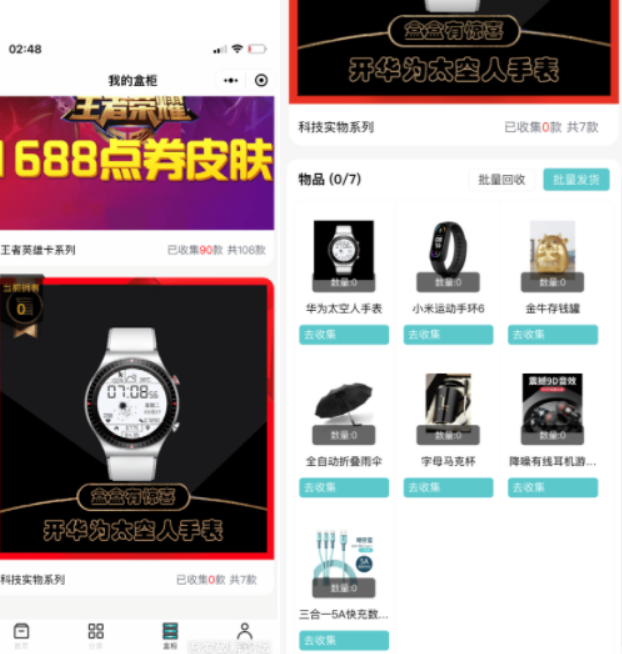 02:48
我的盒柜
王者荣耀
1688点券皮肤
王者英雄卡系列
已收集90款 共108款
当前销售
0
07:08
盒盒有惊喜
开华为太空人手表
科技实物系列
已收集0款 共7款
首页
分类
盒柜
盒盒有惊喜
开华为太空人手表
科技实物系列
已收集0款 共7款
物品 (0/7)
批量回收
批量发货
数量:0
数量:0
数量:0
华为太空人手表
小米运动手环6
金牛存钱罐
去收集
去收集
去收集
震撼9D音效
数量:0
数量:0
数量:0
全自动折叠雨伞
字母马克杯
降噪有线耳机游...
去收集
去收集
去收集
5A
数量:0
三合一5A快充数...
去收集